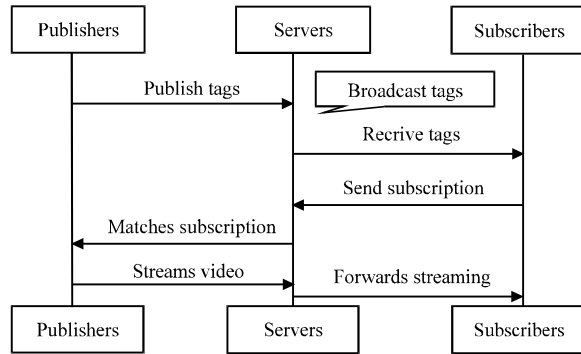 Publishers
Servers
Subscribers
Publish tags
Broadcast tags
Recrive tags
Send subscription
Matches subscription
Streams video
Forwards streaming
Publishers
Servers
Subscribers